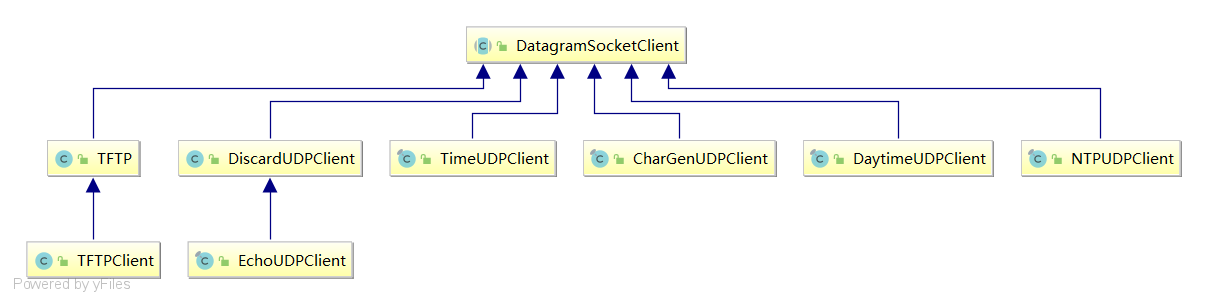 DatagramSocketClient
TFTP
DiscardUDPClient
TimeUDPClient
CharGenUDPClient
DaytimeUDPClient
NTPUDPClient
TFTPClient
EchoUDPClient
Powered by yFiles